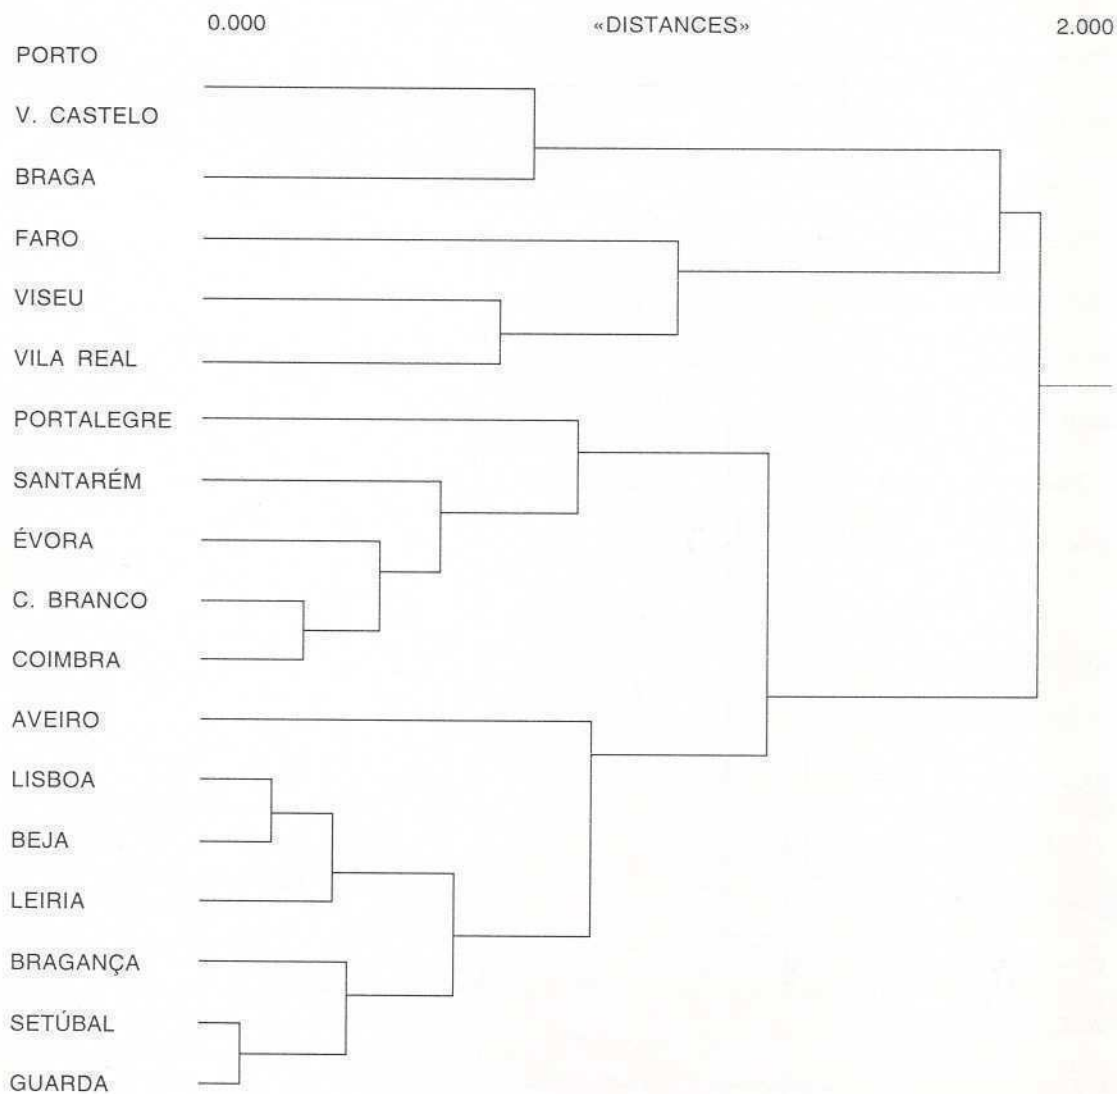 0.000 «DISTANCES» 2.000
PORTO
V. CASTELO
BRAGA
FARO
VISEU
VILA REAL
PORTALEGRE
SANTARÉM
ÉVORA
C. BRANCO
COIMBRA
AVEIRO
LISBOA
BEJA
LEIRIA
BRAGANÇA
SETÚBAL
GUARDA